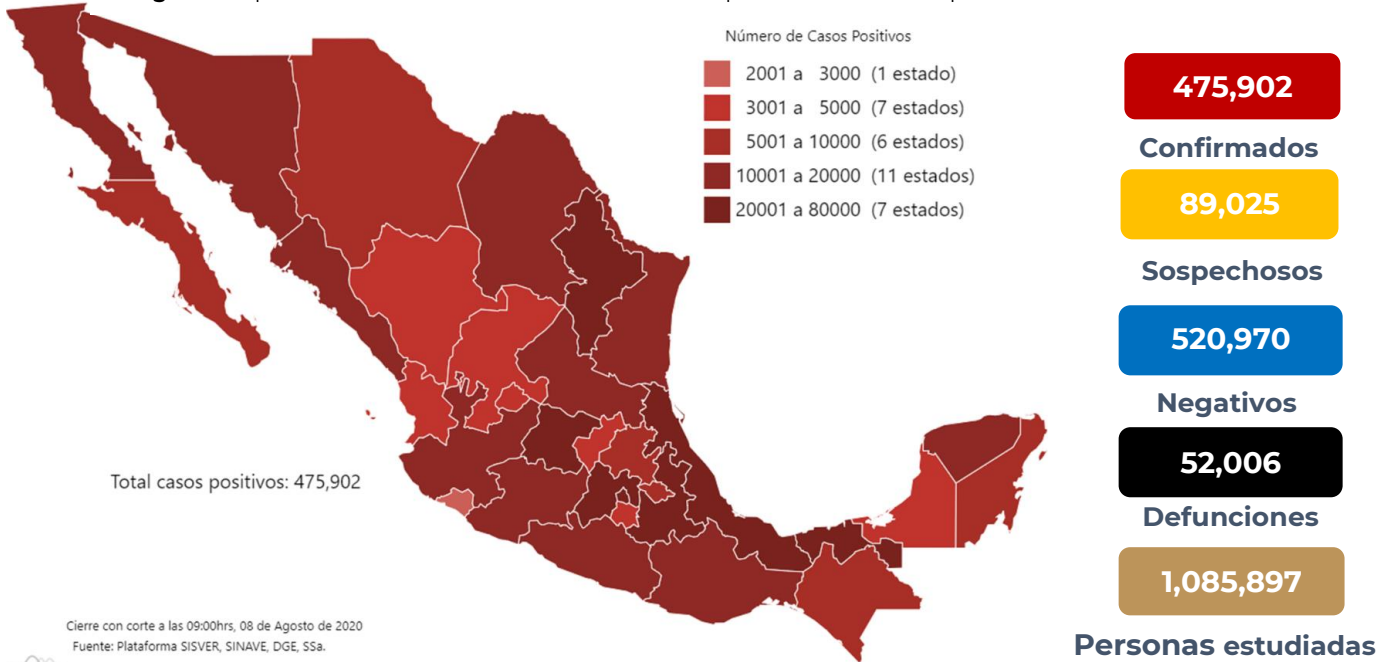 Número de Casos Positivos
2001 a 3000 (1 estado)
3001 a 5000 (7 estados)
5001 a 10000 (6 estados)
10001 a 20000 (11 estados)
20001 a 80000 (7 estados)
Total casos positivos: 475,902
Cierre con corte a las 09:00hrs, 08 de Agosto de 2020
Fuente: Plataforma SISVER, SINAVE, DGE, SSa.
475,902
Confirmados
89,025
Sospechosos
520,970
Negativos
52,006
Defunciones
1,085,897
Personas estudiadas